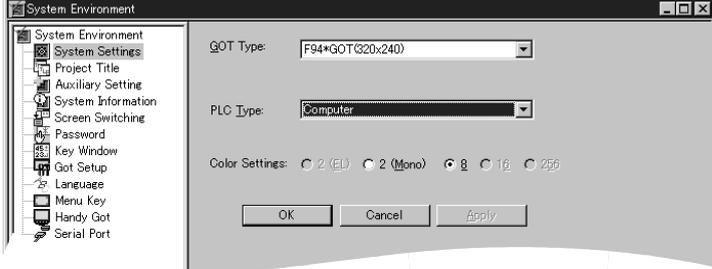 System Environment
System Environment
System Settings
Project Title
Auxiliary Setting
System Information
Screen Switching
Password
Key Window
Got Setup
Language
Menu Key
Handy Got
Serial Port
GOT Type: F94*GOT(320x240)
PLC Type: Computer
Color Settings: 2 (EL) 2 (Mono) 8 16 256
OK Cancel Apply